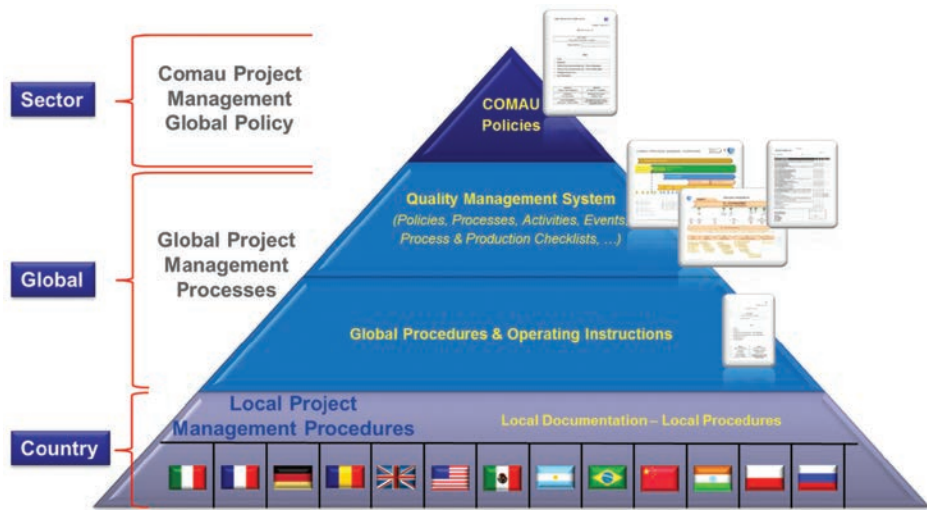 Sector
Comau Project
Management
Global Policy
COMAU
Policies
Global
Global Project
Management
Processes
Quality Management System
(Policies, Processes, Activities, Events,
Process & Production Checklists, ...)
Global Procedures & Operating Instructions
Country
Local Project
Management Procedures
Local Documentation – Local Procedures